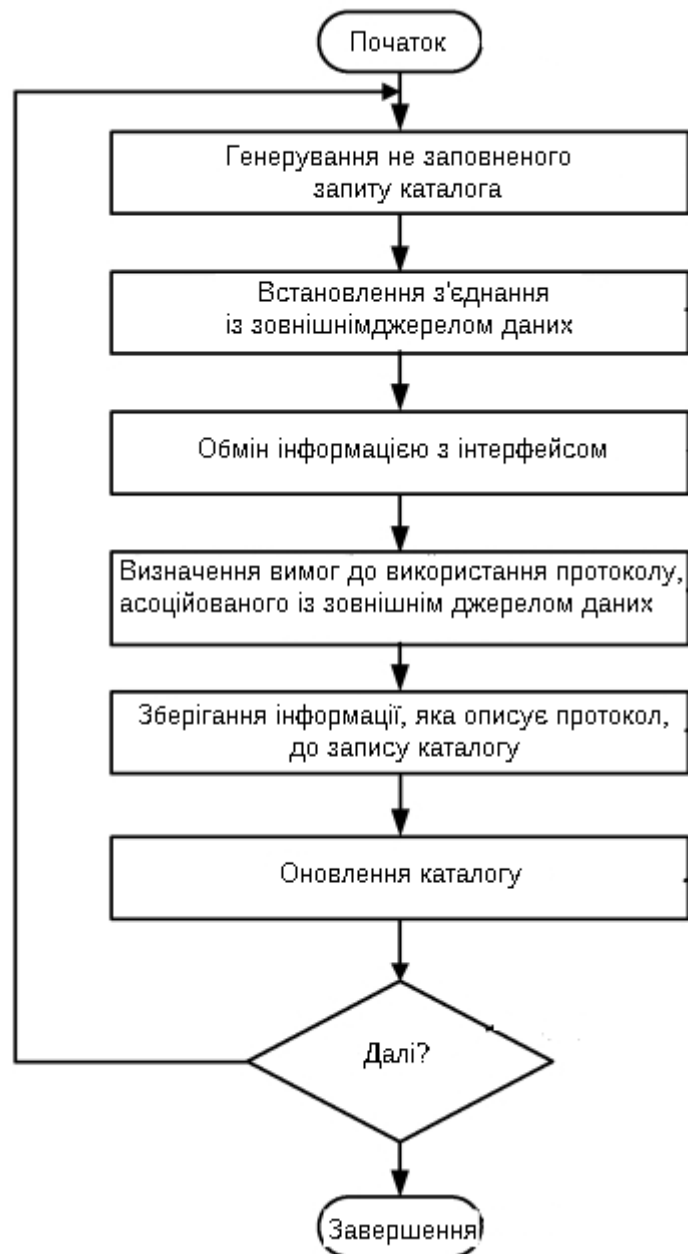 Початок
Генерування не заповненого
запиту каталога
Встановлення з'єднання
із зовнішнімджерелом даних
Обмін інформацією з інтерфейсом
Визначення вимог до використання протоколу,
асоційованого із зовнішнім джерелом даних
Зберігання інформації, яка описує протокол,
до запису каталогу
Оновлення каталогу
Далі?
Завершення